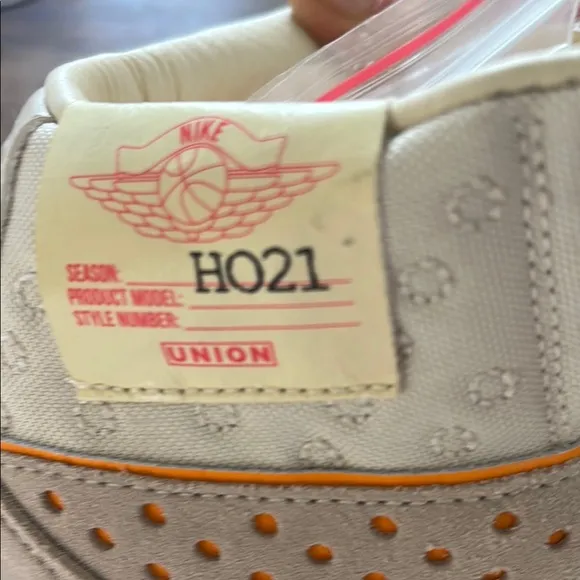 NIKE
SEASON: HO21
PRODUCT MODEL:
STYLE NUMBER:
UNION